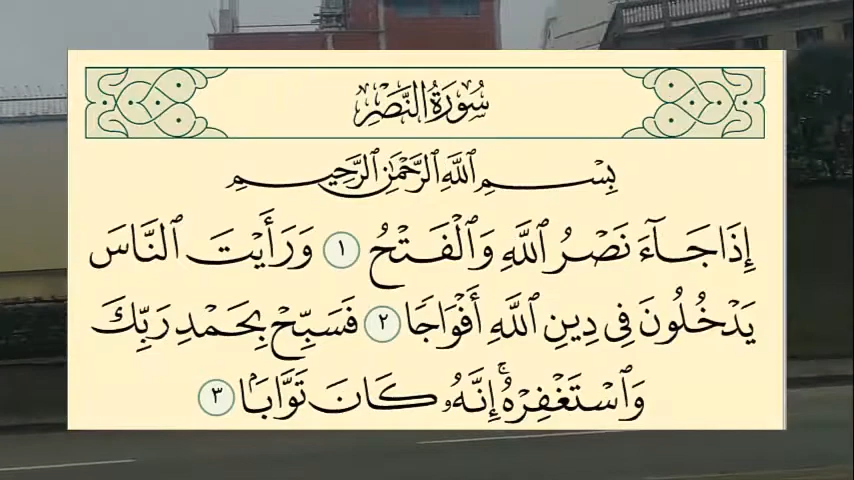 سُورَةُ النَّصْرِ
بِسْمِ ٱللَّهِ ٱلرَّحْمَٰنِ ٱلرَّحِيمِ
إِذَا جَآءَ نَصْرُ ٱللَّهِ وَٱلْفَتْحُ ١ وَرَأَيْتَ ٱلنَّاسَ
يَدْخُلُونَ فِى دِينِ ٱللَّهِ أَفْوَاجًا ٢ فَسَبِّحْ بِحَمْدِ رَبِّكَ
وَٱسْتَغْفِرْهُ ۚ إِنَّهُۥ كَانَ تَوَّابًۢا ٣